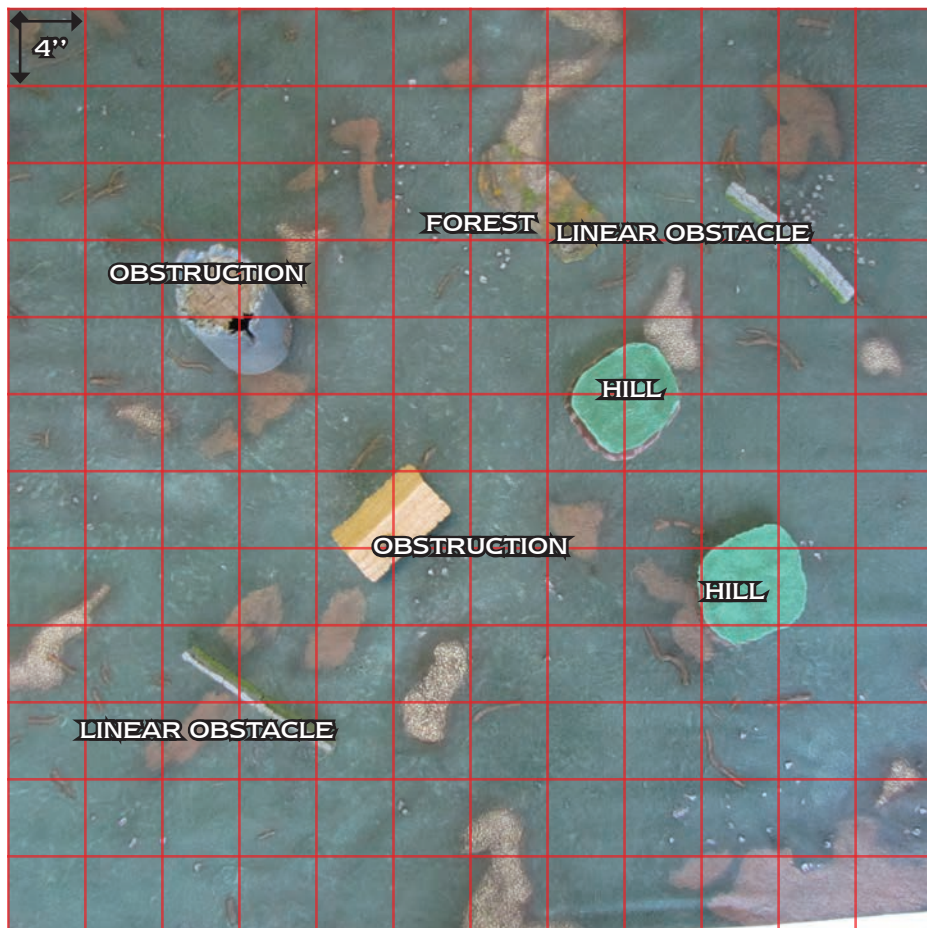 4”
FOREST
LINEAR OBSTACLE
OBSTRUCTION
HILL
OBSTRUCTION
HILL
LINEAR OBSTACLE